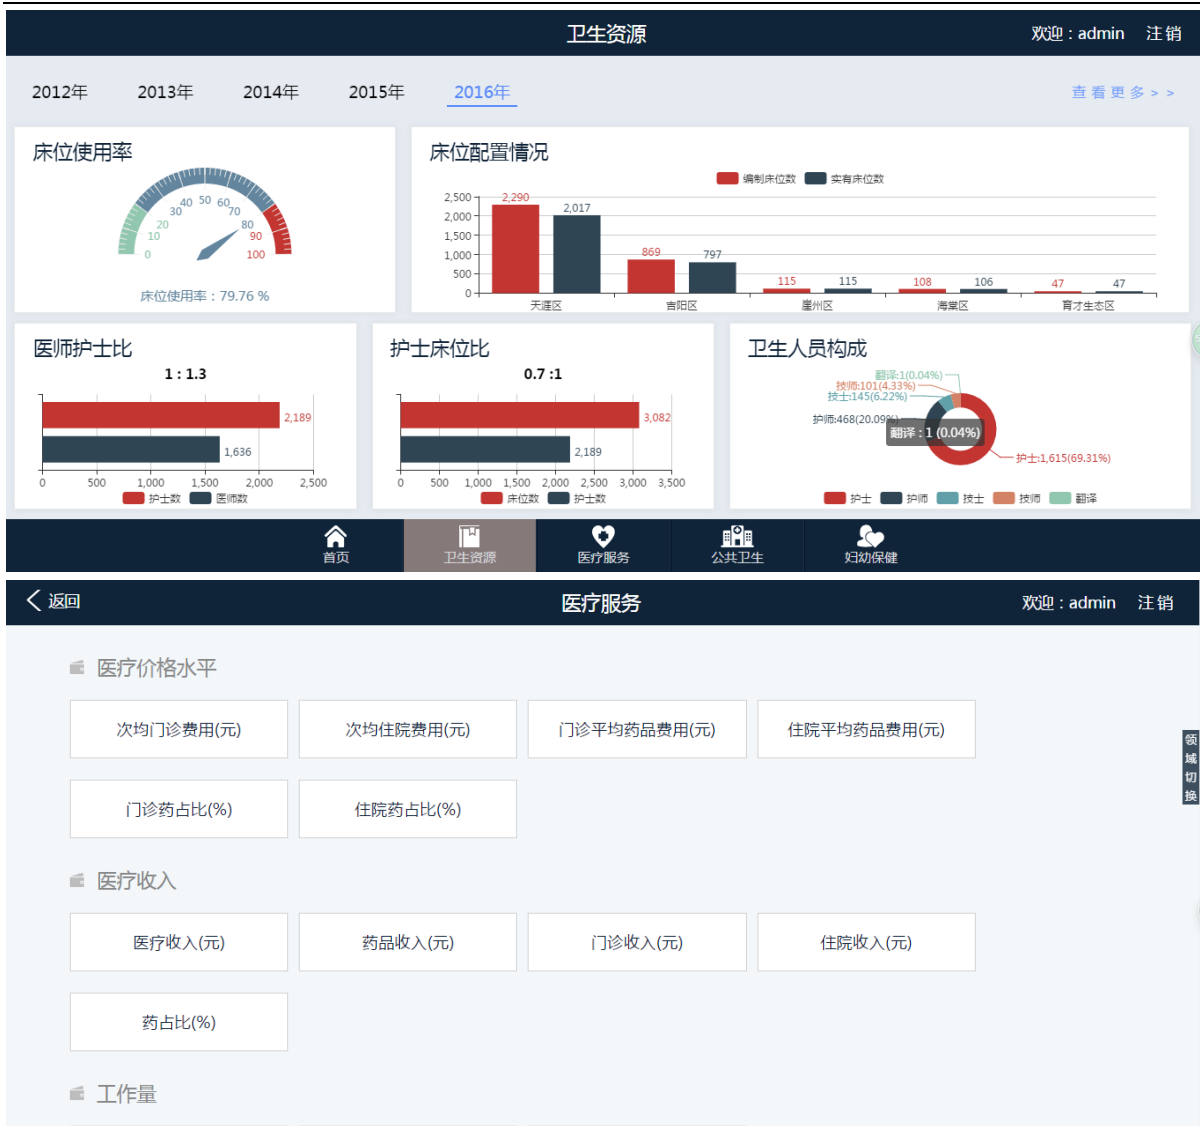 卫生资源
欢迎：admin 注销
2012年 2013年 2014年 2015年 2016年 查看更多>>
床位使用率
0 10 20 30 40 50 60 70 80 90 100
床位使用率：79.76 %
床位配置情况
编制床位数 实有床位数
2,500
2,000
1,500
1,000
500
0
2,290 2,017 869 797 115 115 108 106 47 47
天涯区 吉阳区 崖州区 海棠区 育才生态区
医师护士比
1 : 1.3
2,189
1,636
0 500 1,000 1,500 2,000 2,500
护士数 医师数
护士床位比
0.7 :1
3,082
2,189
0 500 1,000 1,500 2,000 2,500 3,000 3,500
床位数 护士数
卫生人员构成
翻译:1(0.04%)
技师:101(4.33%)
技士:145(6.22%)
护师:468(20.09%)
翻译 : 1 (0.04%)
护士:1,615(69.31%)
护士 护师 技士 技师 翻译
首页 卫生资源 医疗服务 公共卫生 妇幼保健
返回 医疗服务 欢迎：admin 注销
医疗价格水平
次均门诊费用(元) 次均住院费用(元) 门诊平均药品费用(元) 住院平均药品费用(元)
门诊药占比(%) 住院药占比(%)
领域切换
医疗收入
医疗收入(元) 药品收入(元) 门诊收入(元) 住院收入(元)
药占比(%)
工作量